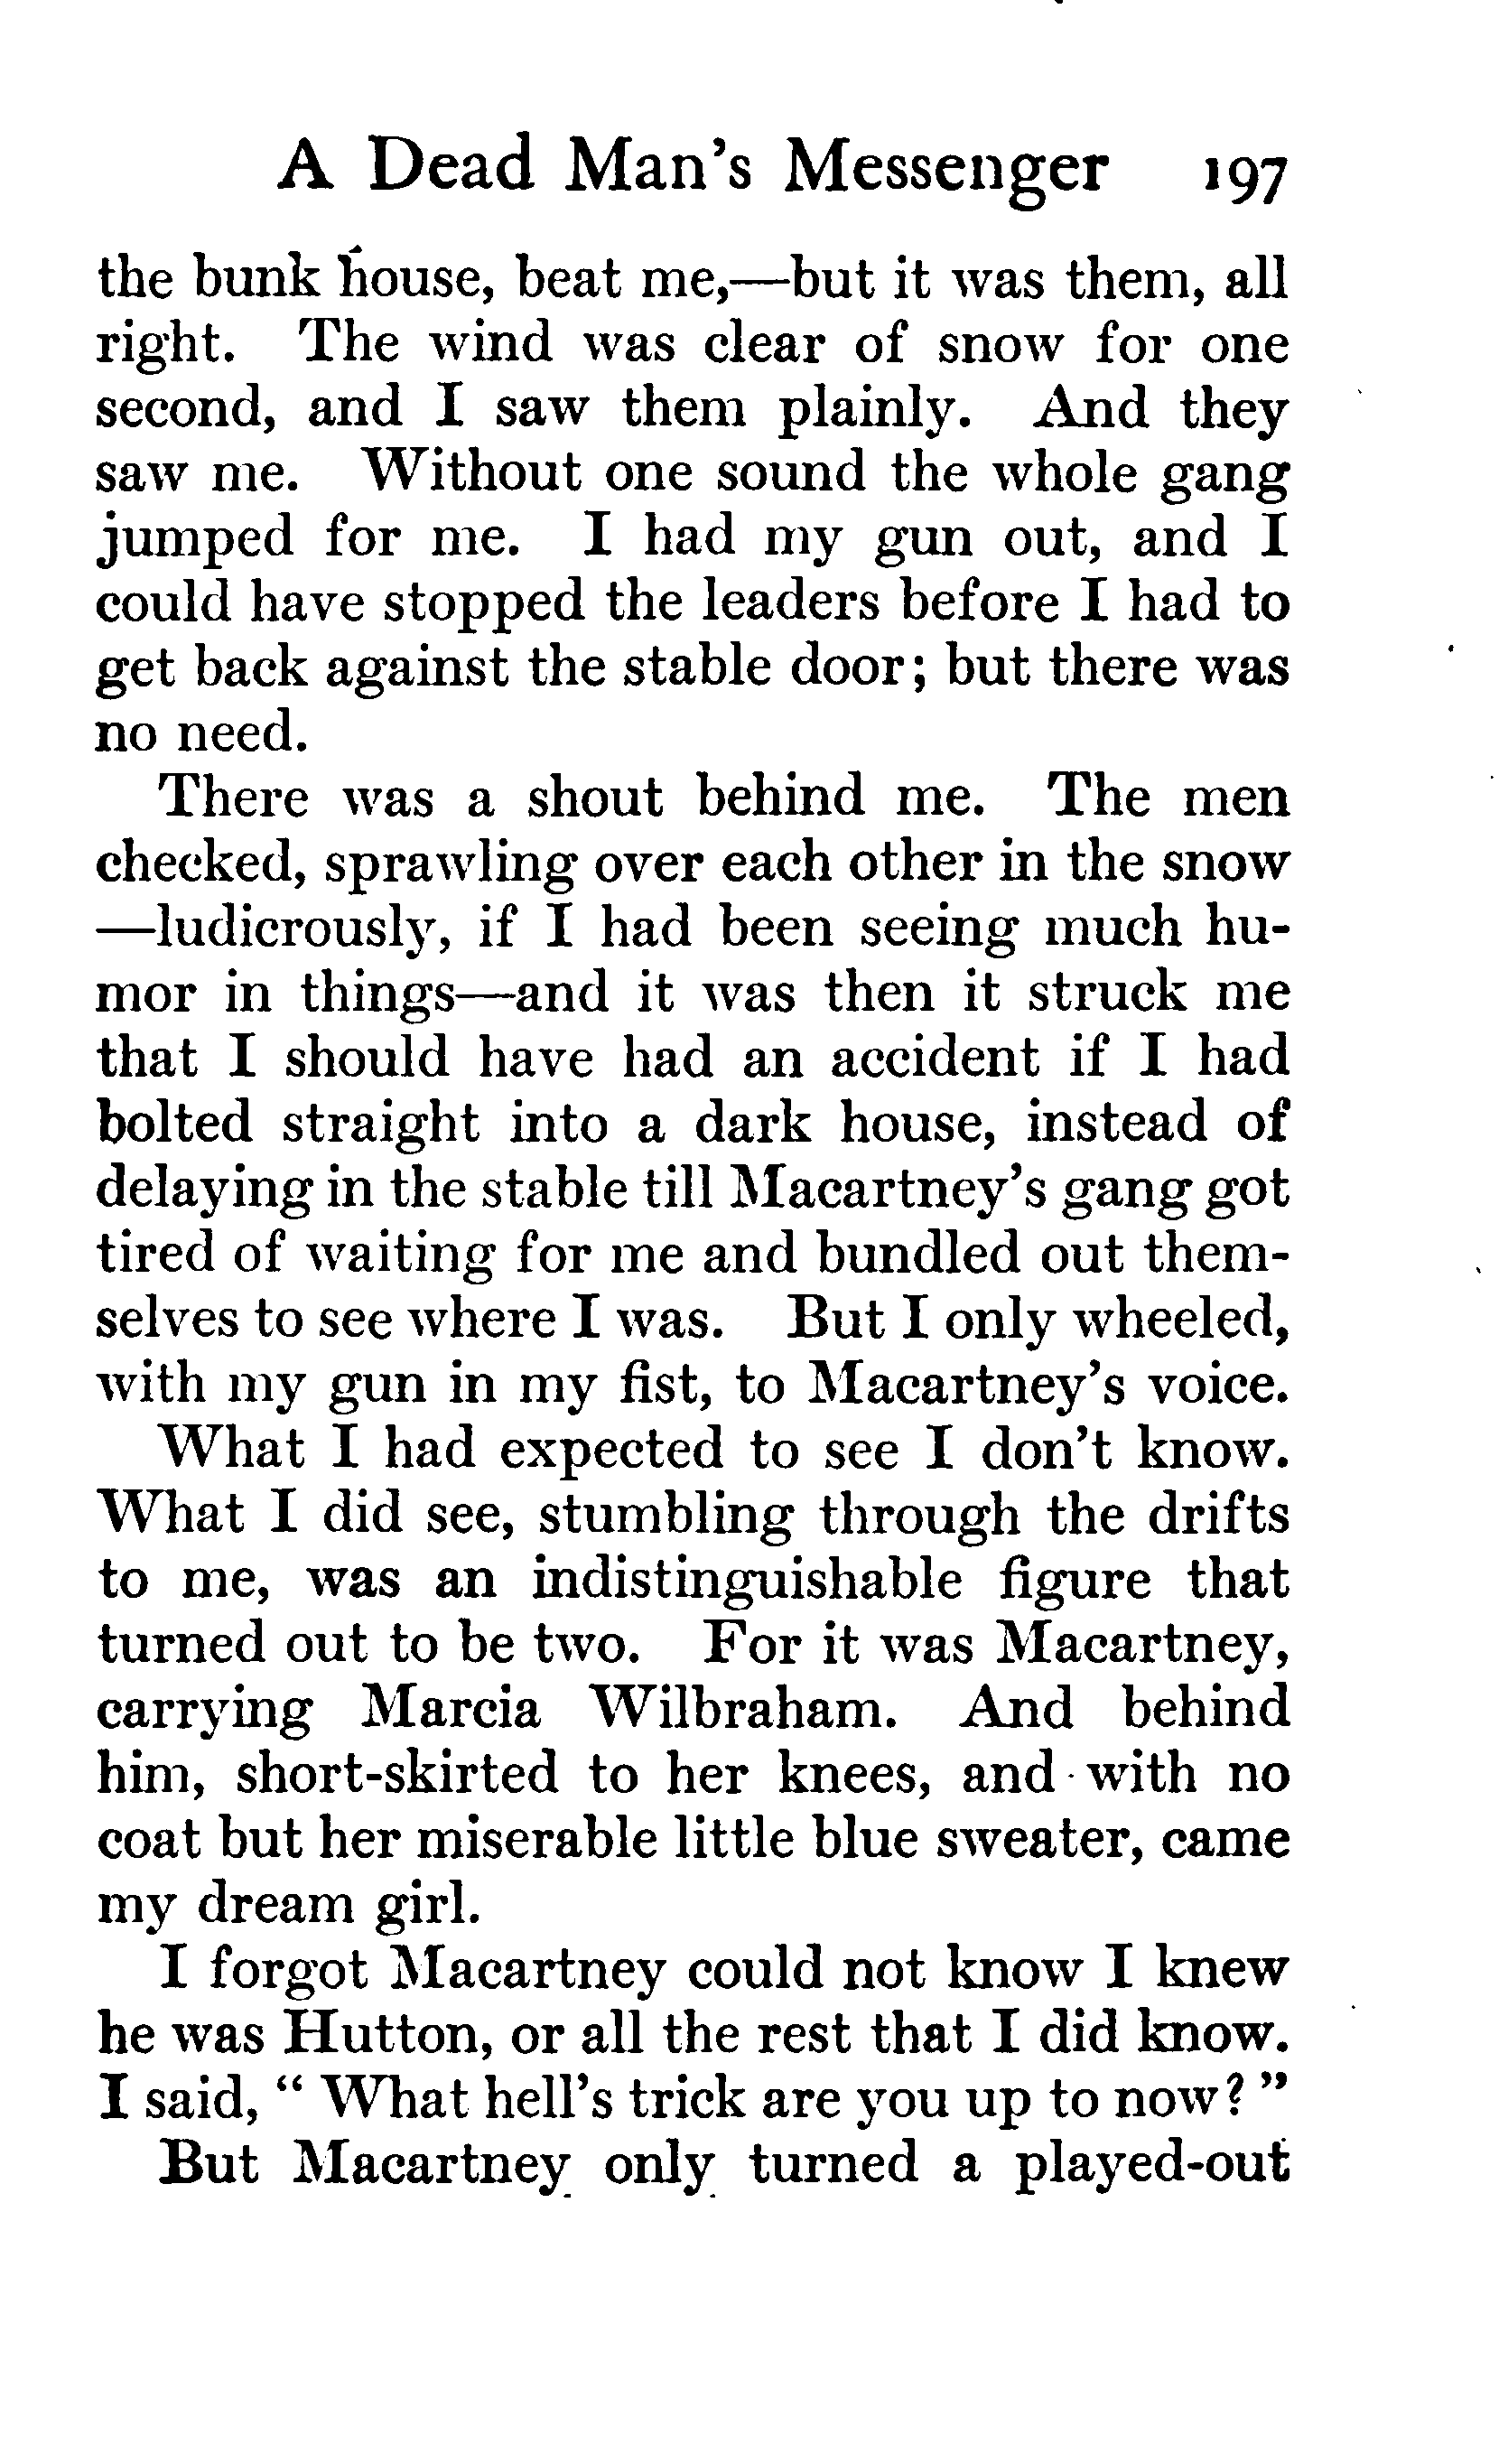 A Dead Man's Messenger 197
the bunk house, beat me,—but it was them, all
right. The wind was clear of snow for one
second, and I saw them plainly. And they
saw me. Without one sound the whole gang
jumped for me. I had my gun out, and I
could have stopped the leaders before I had to
get back against the stable door; but there was
no need.
There was a shout behind me. The men
checked, sprawling over each other in the snow
—ludicrously, if I had been seeing much hu-
mor in things—and it was then it struck me
that I should have had an accident if I had
bolted straight into a dark house, instead of
delaying in the stable till Macartney's gang got
tired of waiting for me and bundled out them-
selves to see where I was. But I only wheeled,
with my gun in my fist, to Macartney's voice.
What I had expected to see I don't know.
What I did see, stumbling through the drifts
to me, was an indistinguishable figure that
turned out to be two. For it was Macartney,
carrying Marcia Wilbraham. And behind
him, short-skirted to her knees, and with no
coat but her miserable little blue sweater, came
my dream girl.
I forgot Macartney could not know I knew
he was Hutton, or all the rest that I did know.
I said, " What hell's trick are you up to now? "
But Macartney only turned a played-out